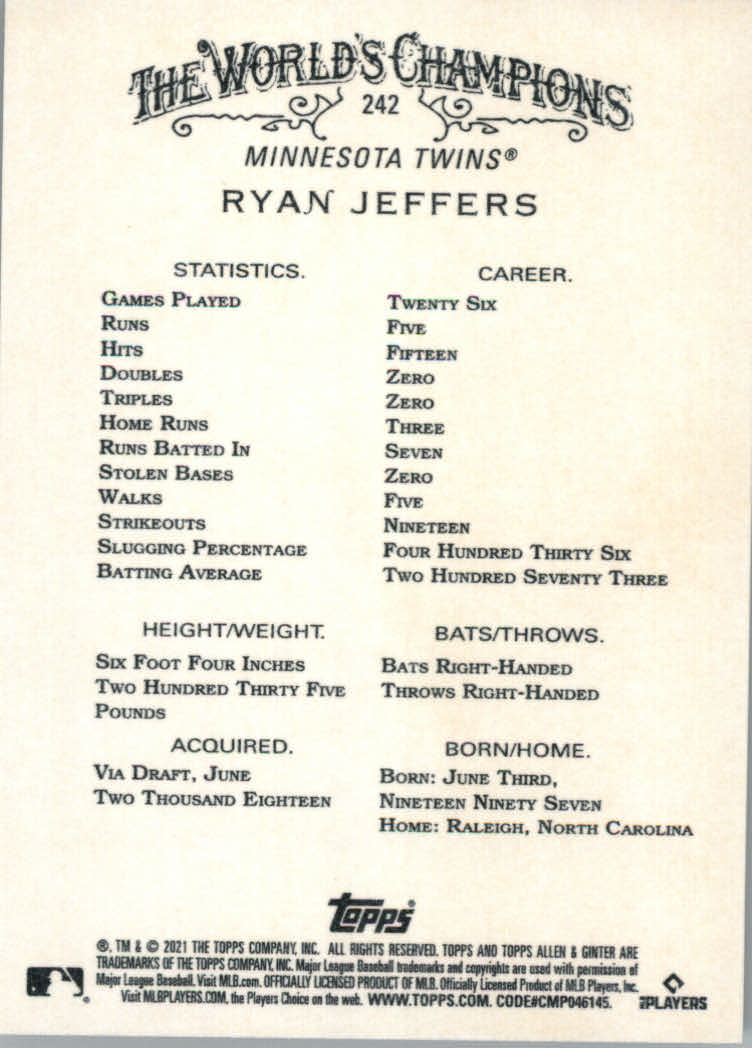 THE WORLD'S CHAMPIONS
242
MINNESOTA TWINS®
RYAN JEFFERS
STATISTICS. CAREER.
GAMES PLAYED TWENTY SIX
RUNS FIVE
HITS FIFTEEN
DOUBLES ZERO
TRIPLES ZERO
HOME RUNS THREE
RUNS BATTED IN SEVEN
STOLEN BASES ZERO
WALKS FIVE
STRIKEOUTS NINETEEN
SLUGGING PERCENTAGE FOUR HUNDRED THIRTY SIX
BATTING AVERAGE TWO HUNDRED SEVENTY THREE
HEIGHT/WEIGHT.
SIX FOOT FOUR INCHES
TWO HUNDRED THIRTY FIVE
POUNDS
BATS/THROWS.
BATS RIGHT-HANDED
THROWS RIGHT-HANDED
ACQUIRED.
VIA DRAFT, JUNE
TWO THOUSAND EIGHTEEN
BORN/HOME.
BORN: JUNE THIRD,
NINETEEN NINETY SEVEN
HOME: RALEIGH, NORTH CAROLINA
Topps®
®, TM & © 2021 THE TOPPS COMPANY, INC. ALL RIGHTS RESERVED. TOPPS AND TOPPS ALLEN & GINTER ARE
TRADEMARKS OF THE TOPPS COMPANY, INC. Major League Baseball trademarks and copyrights are used with permission of
Major League Baseball. Visit MLB.com. OFFICIALLY LICENSED PRODUCT OF MLB. Officially Licensed Product of MLB Players, Inc.
Visit MLBPLAYERS.COM, the Players Choice on the web. WWW.TOPPS.COM. CODE#CMP046145.
PLAYERS